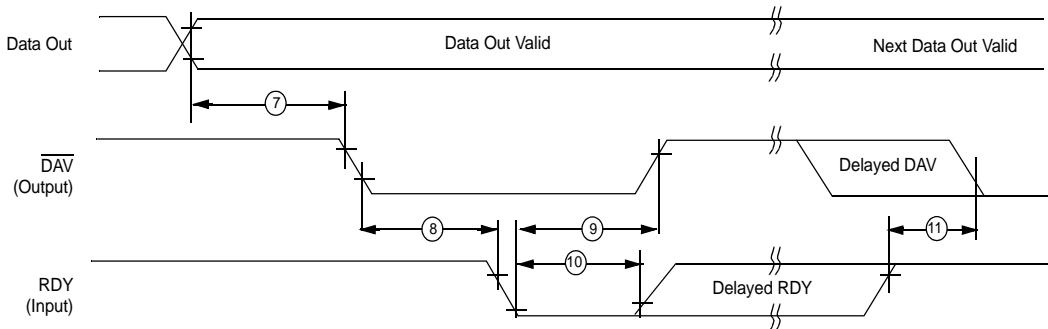 Data Out
Data Out Valid
Next Data Out Valid
7
DAV
(Output)
Delayed DAV
8
9
11
10
RDY
(Input)
Delayed RDY